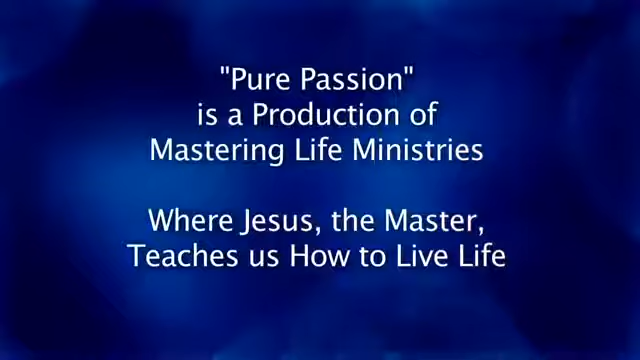 "Pure Passion"
is a Production of
Mastering Life Ministries
Where Jesus, the Master,
Teaches us How to Live Life